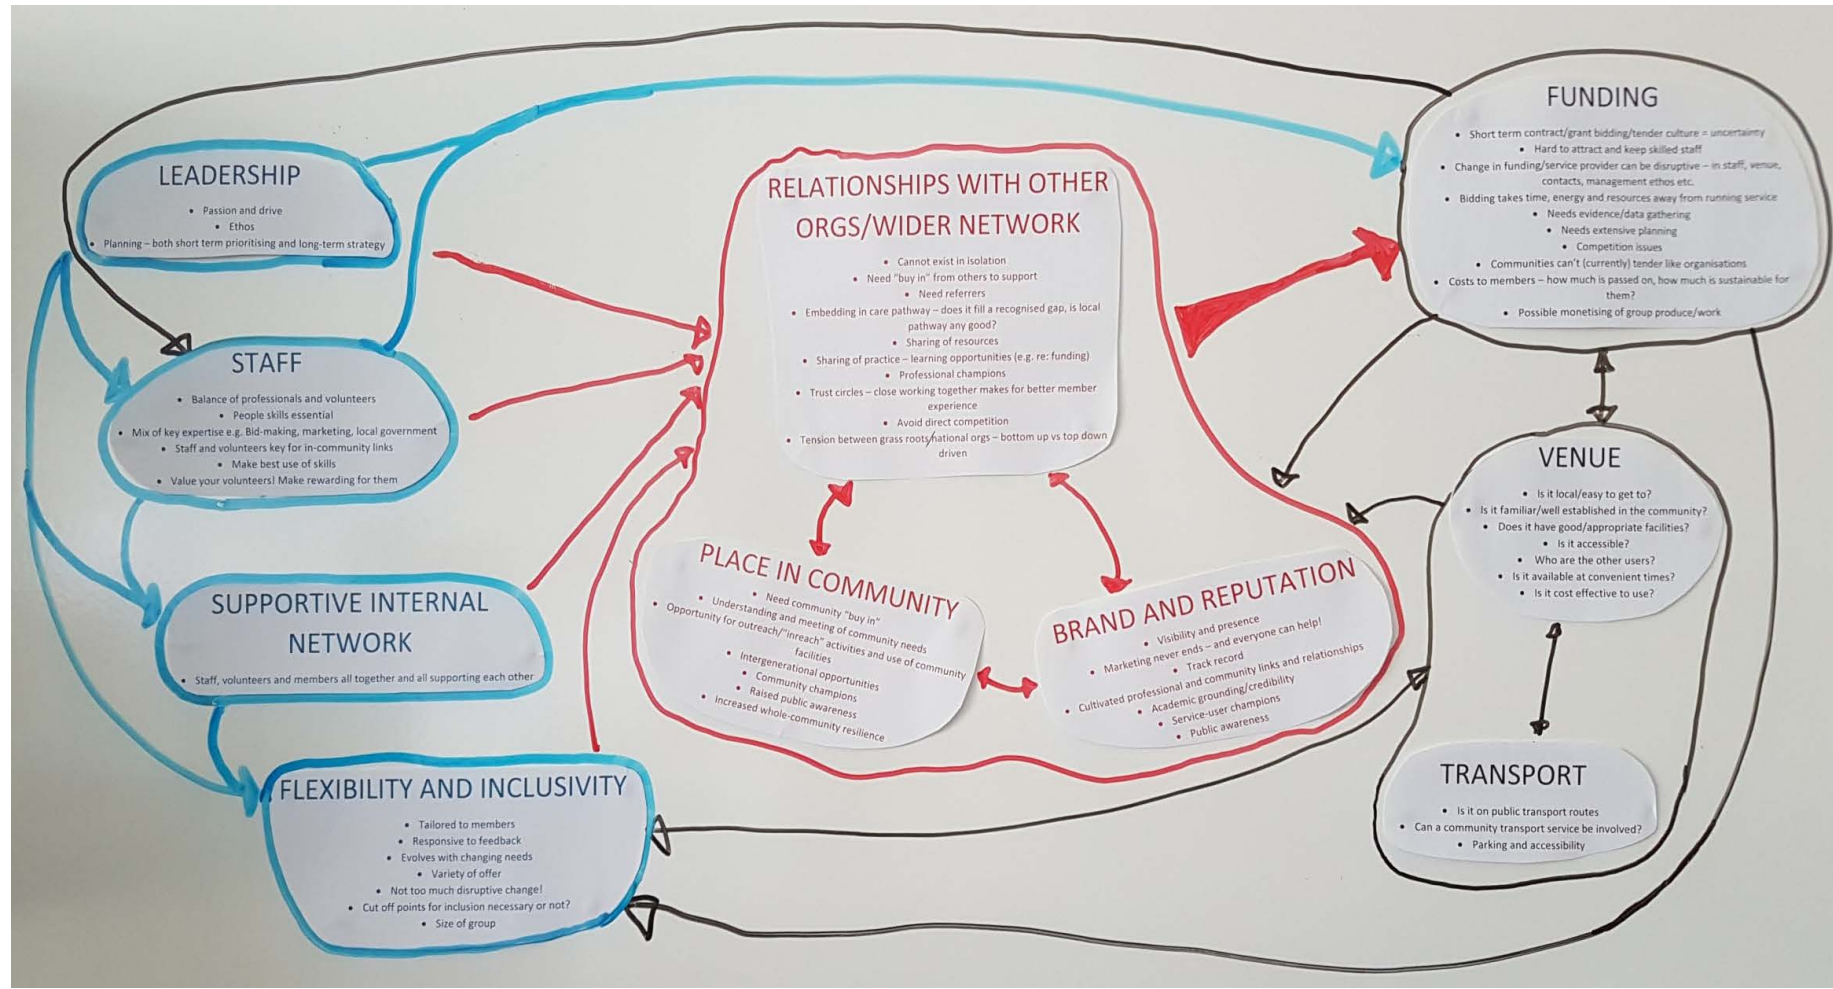 LEADERSHIP
• Passion and drive
• Ethos
• Planning – both short term prioritising and long-term strategy
STAFF
• Balance of professionals and volunteers
• People skills essential
• Mix of key expertise e.g. Bid-making, marketing, local government
• Staff and volunteers key for in-community links
• Make best use of skills
• Value your volunteers! Make rewarding for them
SUPPORTIVE INTERNAL
NETWORK
• Staff, volunteers and members all together and all supporting each other
FLEXIBILITY AND INCLUSIVITY
• Tailored to members
• Responsive to feedback
• Evolves with changing needs
• Variety of offer
• Not too much disruptive change!
• Cut off points for inclusion necessary or not?
• Size of group
RELATIONSHIPS WITH OTHER
ORGS/WIDER NETWORK
• Cannot exist in isolation
• Need "buy in" from others to support
• Need referrers
• Embedding in care pathway – does it fill a recognised gap, is local
pathway any good?
• Sharing of resources
• Sharing of practice – learning opportunities (e.g. re: funding)
• Professional champions
• Trust circles – close working together makes for better member
experience
• Avoid direct competition
• Tension between grass roots/national orgs – bottom up vs top down
driven
PLACE IN COMMUNITY
• Need community "buy in"
• Understanding and meeting of community needs
• Opportunity for outreach/"inreach" activities and use of community
facilities
• Intergenerational opportunities
• Community champions
• Raised public awareness
• Increased whole-community resilience
BRAND AND REPUTATION
• Visibility and presence
• Marketing never ends – and everyone can help!
• Track record
• Cultivated professional and community links and relationships
• Academic grounding/credibility
• Service-user champions
• Public awareness
FUNDING
• Short term contract/grant bidding/tender culture = uncertainty
• Hard to attract and keep skilled staff
• Change in funding/service provider can be disruptive – in staff, venue,
contacts, management ethos etc.
• Bidding takes time, energy and resources away from running service
• Needs evidence/data gathering
• Needs extensive planning
• Competition issues
• Communities can't (currently) tender like organisations
• Costs to members – how much is passed on, how much is sustainable for
them?
• Possible monetising of group produce/work
VENUE
• Is it local/easy to get to?
• Is it familiar/well established in the community?
• Does it have good/appropriate facilities?
• Is it accessible?
• Who are the other users?
• Is it available at convenient times?
• Is it cost effective to use?
TRANSPORT
• Is it on public transport routes
• Can a community transport service be involved?
• Parking and accessibility